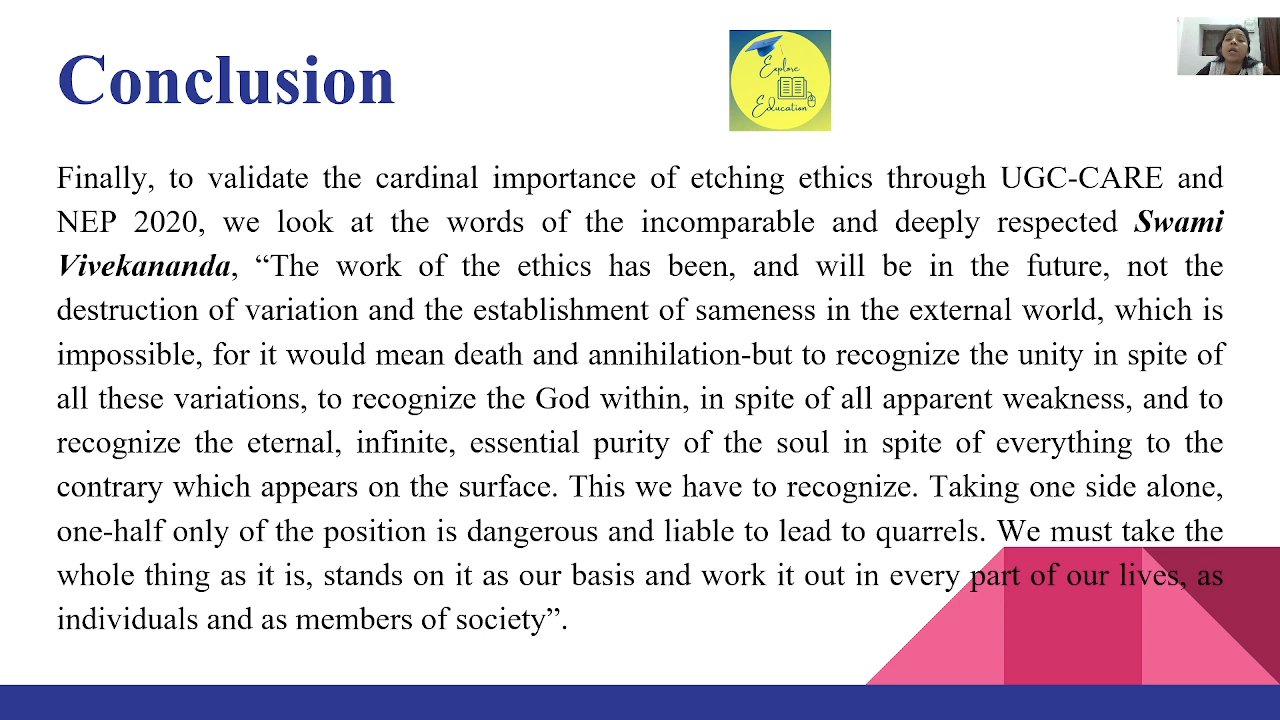 Conclusion
Explore
Education
Finally, to validate the cardinal importance of etching ethics through UGC-CARE and
NEP 2020, we look at the words of the incomparable and deeply respected Swami
Vivekananda, “The work of the ethics has been, and will be in the future, not the
destruction of variation and the establishment of sameness in the external world, which is
impossible, for it would mean death and annihilation-but to recognize the unity in spite of
all these variations, to recognize the God within, in spite of all apparent weakness, and to
recognize the eternal, infinite, essential purity of the soul in spite of everything to the
contrary which appears on the surface. This we have to recognize. Taking one side alone,
one-half only of the position is dangerous and liable to lead to quarrels. We must take the
whole thing as it is, stands on it as our basis and work it out in every part of our lives, as
individuals and as members of society”.